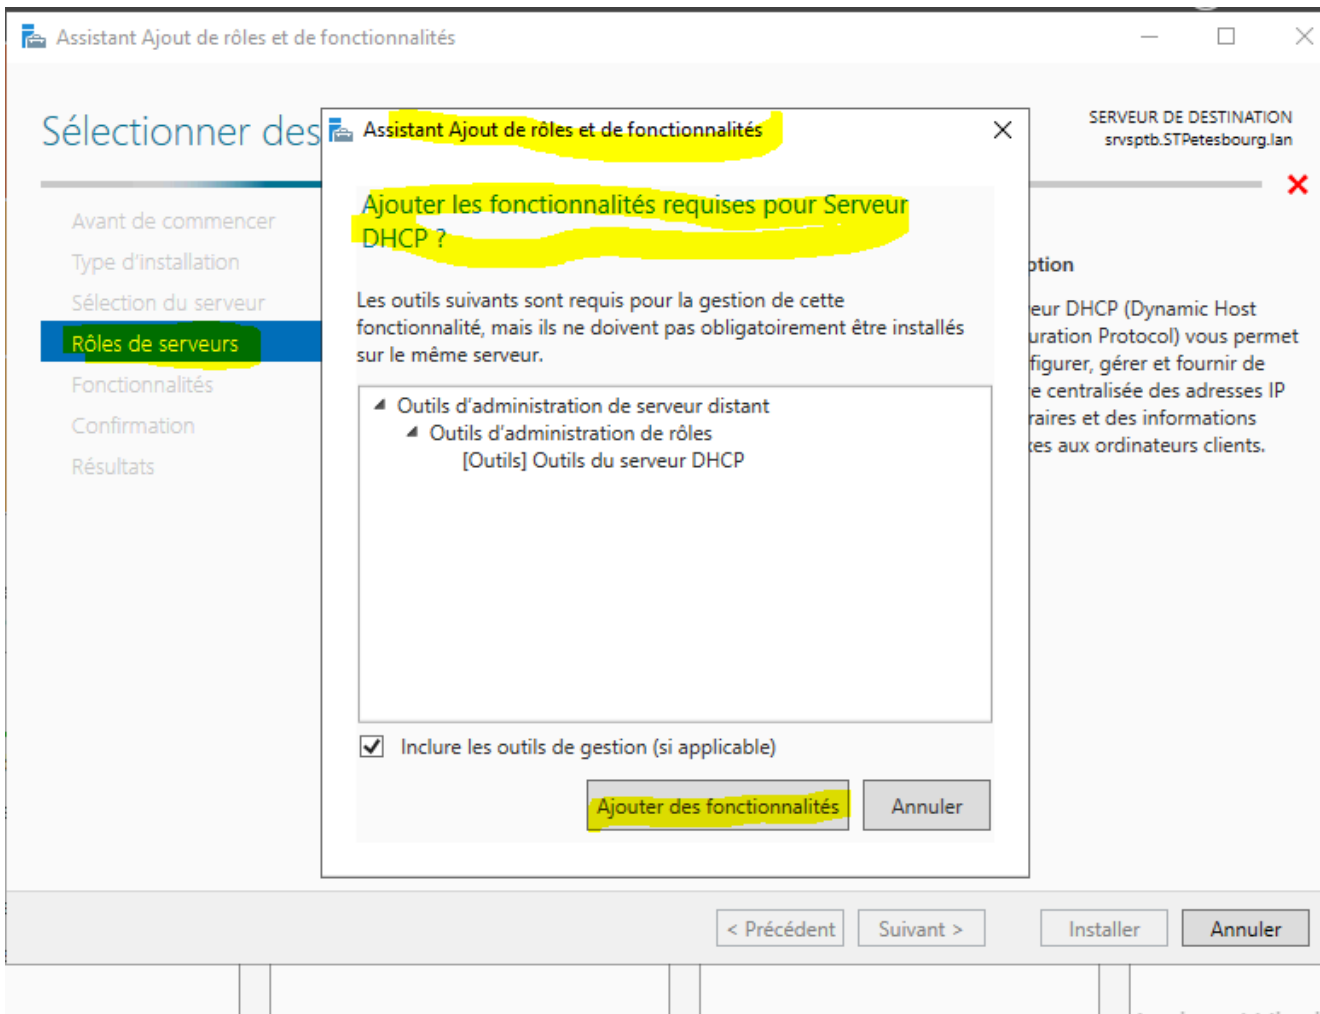 Assistant Ajout de rôles et de fonctionnalités
Sélectionner des
SERVEUR DE DESTINATION
srvsptb.STPetesbourg.lan
Avant de commencer
Type d'installation
Sélection du serveur
Rôles de serveurs
Fonctionnalités
Confirmation
Résultats
Assistant Ajout de rôles et de fonctionnalités
Ajouter les fonctionnalités requises pour Serveur
DHCP ?
Les outils suivants sont requis pour la gestion de cette
fonctionnalité, mais ils ne doivent pas obligatoirement être installés
sur le même serveur.
Outils d'administration de serveur distant
Outils d'administration de rôles
[Outils] Outils du serveur DHCP
Inclure les outils de gestion (si applicable)
Ajouter des fonctionnalités
Annuler
ption
eur DHCP (Dynamic Host
uration Protocol) vous permet
figurer, gérer et fournir de
e centralisée des adresses IP
raires et des informations
es aux ordinateurs clients.
< Précédent
Suivant >
Installer
Annuler